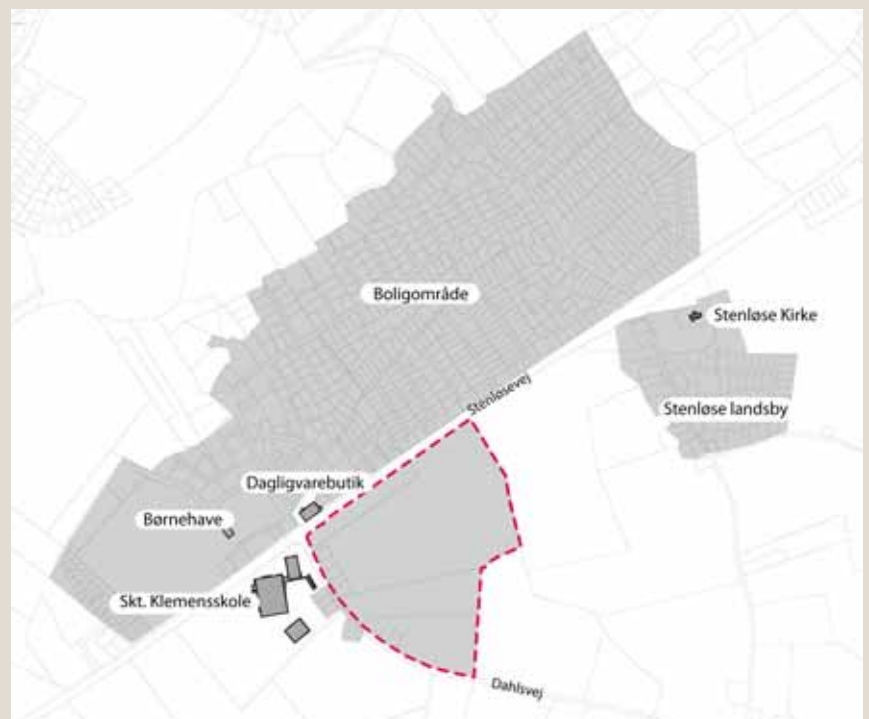 Boligområde
Stenløse Kirke
Stenløsevej
Stenløse landsby
Dagligvarebutik
Børnehave
Skt. Klemensskole
Dahlsvej